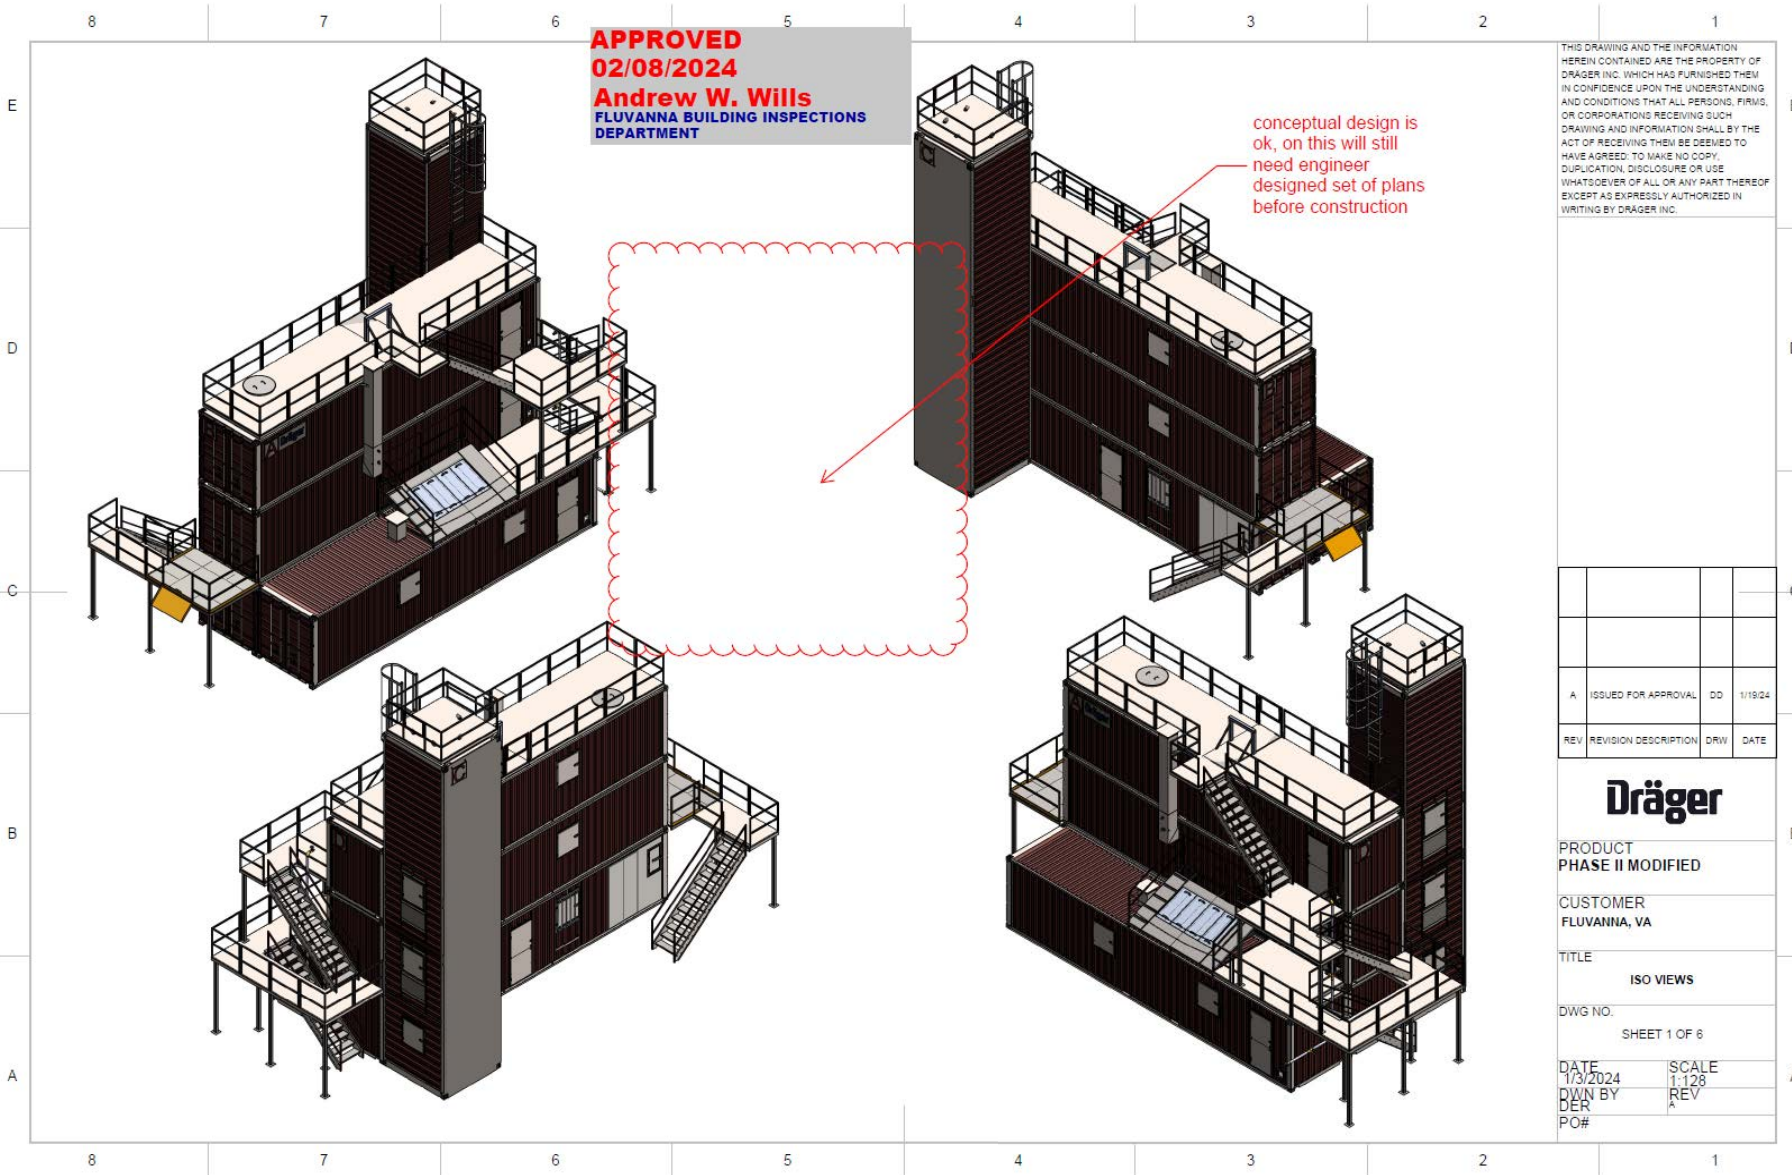 8 7 6 5 4 3 2 1
APPROVED
02/08/2024
Andrew W. Wills
FLUVANNA BUILDING INSPECTIONS
DEPARTMENT
conceptual design is
ok, on this will still
need engineer
designed set of plans
before construction
THIS DRAWING AND THE INFORMATION
HEREIN CONTAINED ARE THE PROPERTY OF
DRÄGER INC. WHICH HAS FURNISHED THEM
IN CONFIDENCE UPON THE UNDERSTANDING
AND CONDITIONS THAT ALL PERSONS, FIRMS,
OR CORPORATIONS RECEIVING SUCH
DRAWING AND INFORMATION SHALL BY THE
ACT OF RECEIVING THEM BE DEEMED TO
HAVE AGREED: TO MAKE NO COPY,
DUPLICATION, DISCLOSURE OR USE
WHATSOEVER OF ALL OR ANY PART THEREOF
EXCEPT AS EXPRESSLY AUTHORIZED IN
WRITING BY DRÄGER INC.
E
D
C
B
A
C
B
A Dräger
C
A Dräger
A ISSUED FOR APPROVAL DD 1/19/24
REV REVISION DESCRIPTION DRW DATE
Dräger
PRODUCT
PHASE II MODIFIED
CUSTOMER
FLUVANNA, VA
TITLE
ISO VIEWS
DWG NO.
SHEET 1 OF 6
DATE SCALE
1/3/2024 1:128
DWN BY REV
DER A
PO#
8 7 6 5 4 3 2 1